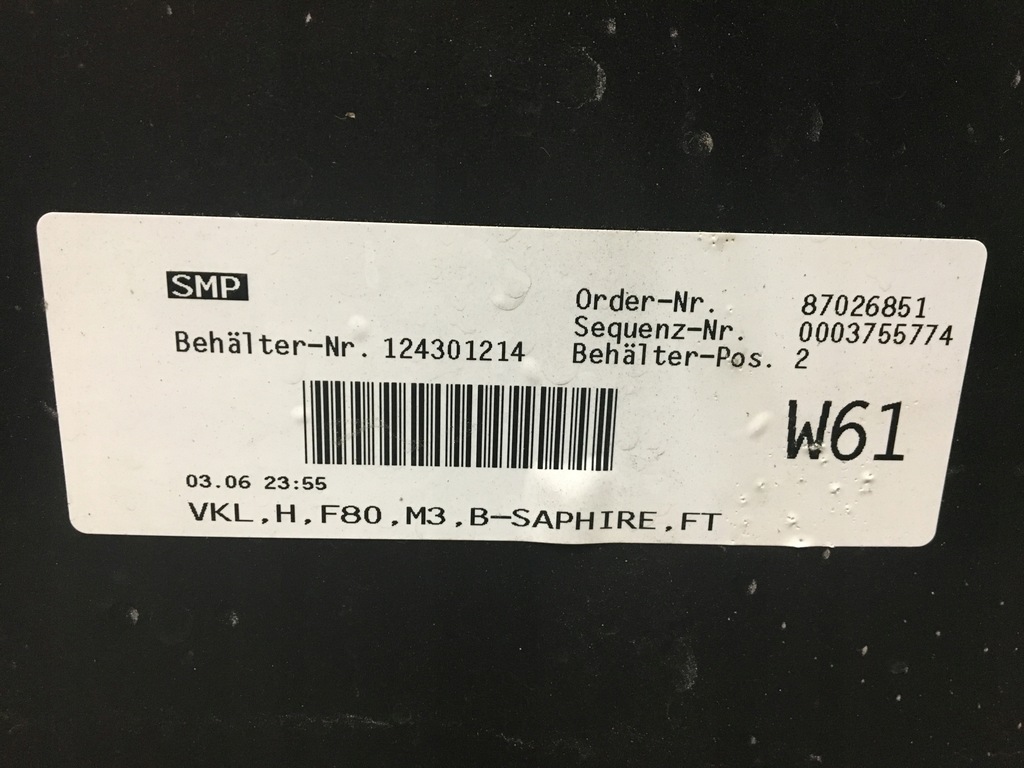 SMP
Behälter-Nr. 124301214
Order-Nr. 87026851
Sequenz-Nr. 0003755774
Behälter-Pos. 2
W61
03.06 23:55
VKL,H,F80,M3,B-SAPHIRE,FT